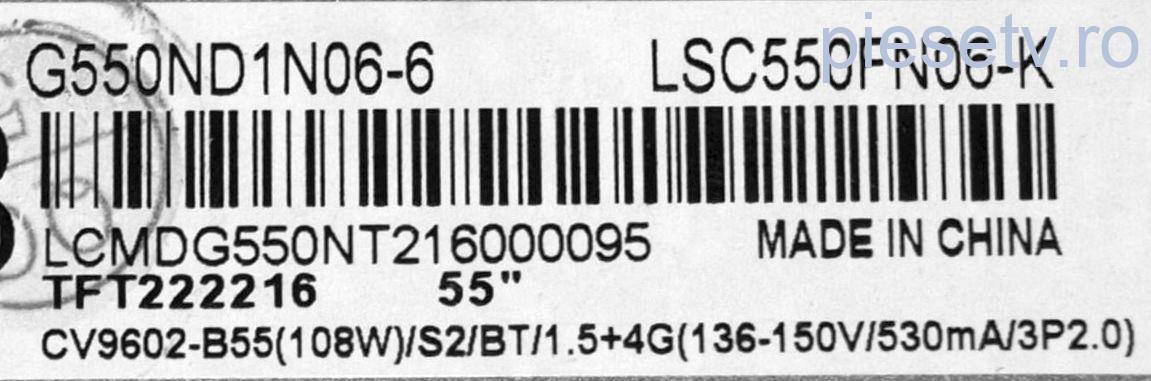 piesetv.ro
G550ND1N06-6 LSC550FN06-K
LCMDG550NT216000095 MADE IN CHINA
TFT222216 55"
CV9602-B55(108W)/S2/BT/1.5+4G(136-150V/530mA/3P2.0)